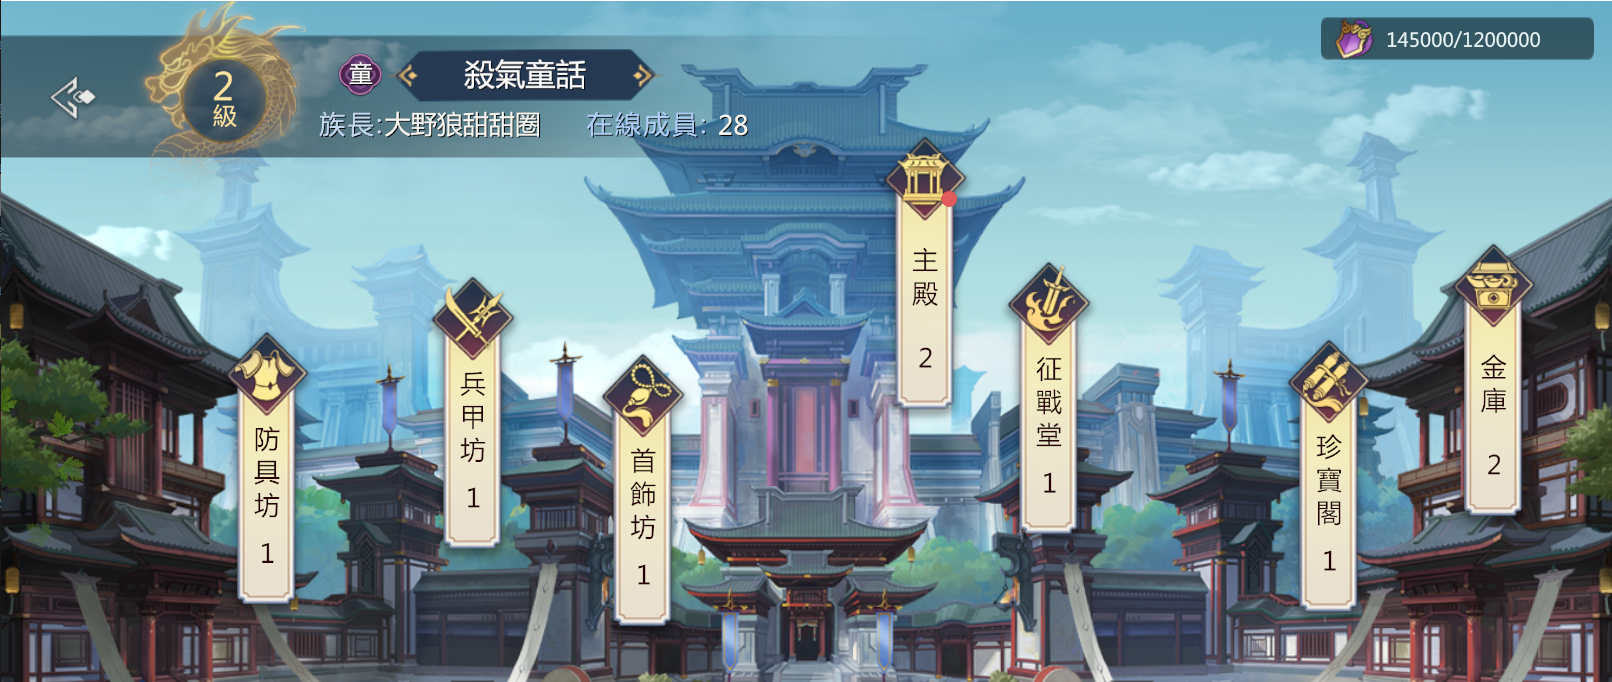 2
級
童
殺氣童話
族長:大野狼甜甜圈
在線成員: 28
145000/1200000
防具坊
1
兵甲坊
1
首飾坊
1
主殿
2
征戰堂
1
珍寶閣
1
金庫
2